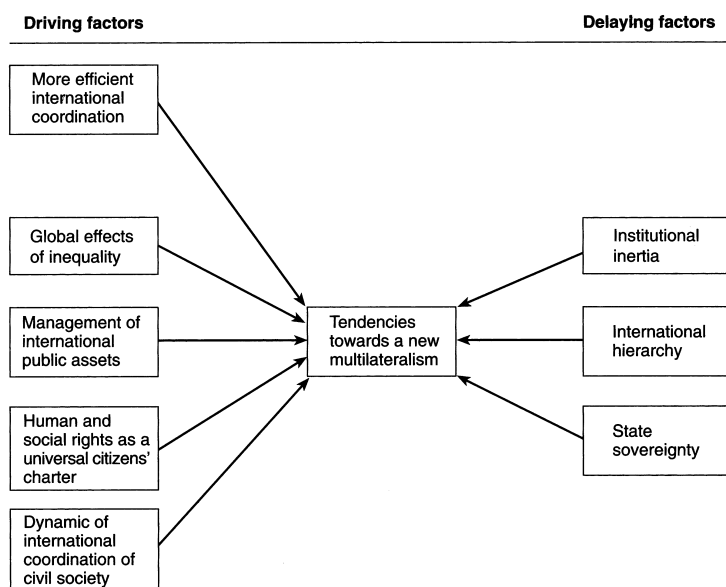 Driving factors
Delaying factors
More efficient
international
coordination
Global effects
of inequality
Management of
international
public assets
Human and
social rights as a
universal citizens'
charter
Dynamic of
international
coordination of
civil society
Tendencies
towards a new
multilateralism
Institutional
inertia
International
hierarchy
State
sovereignty